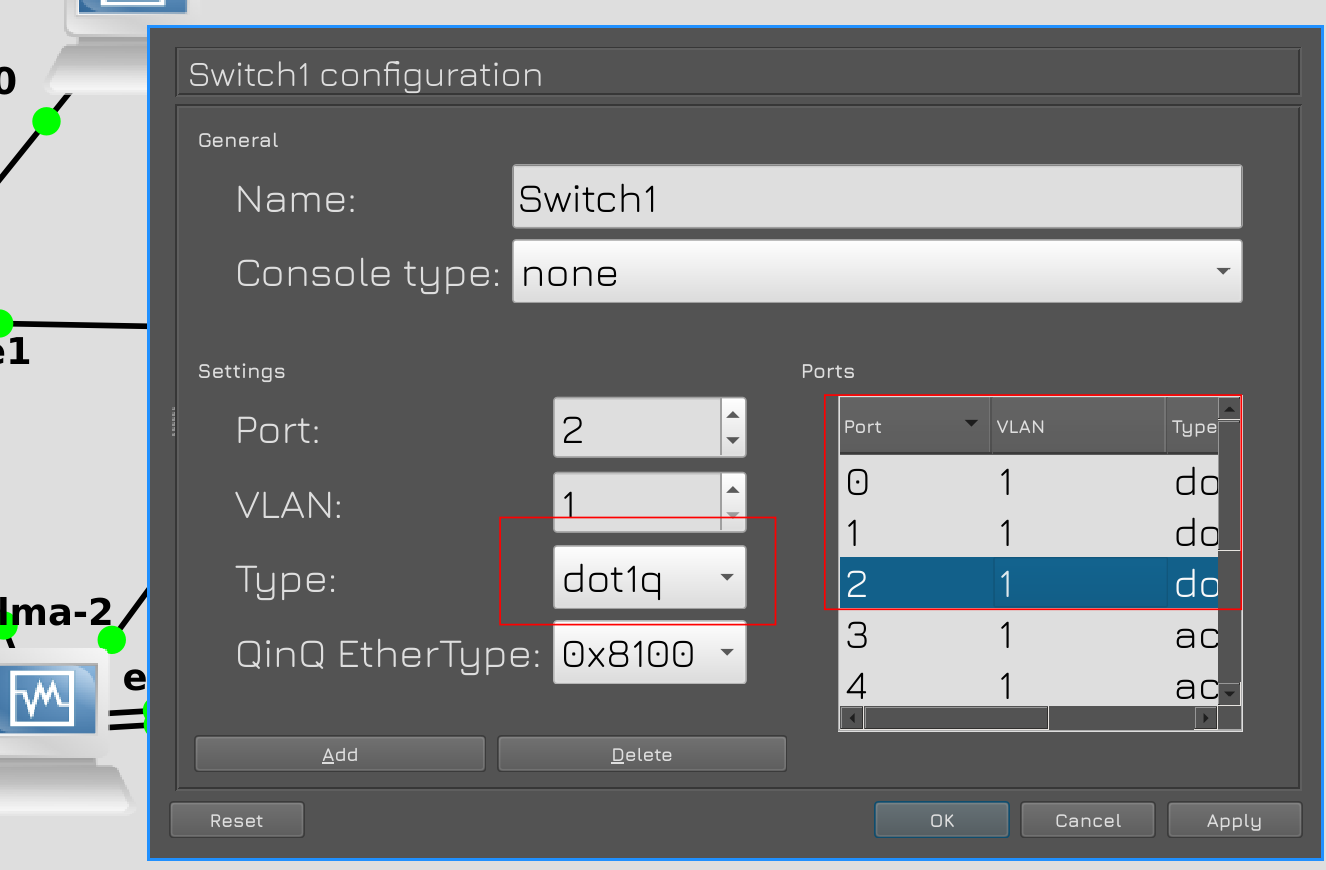 0
e1
lma-2
e
Switch1 configuration
General
Name: Switch1
Console type: none
Settings
Port: 2
VLAN: 1
Type: dot1q
QinQ EtherType: 0x8100
Add Delete
Ports
Port VLAN Type
0 1 do
1 1 do
2 1 do
3 1 ac
4 1 ac
Reset OK Cancel Apply